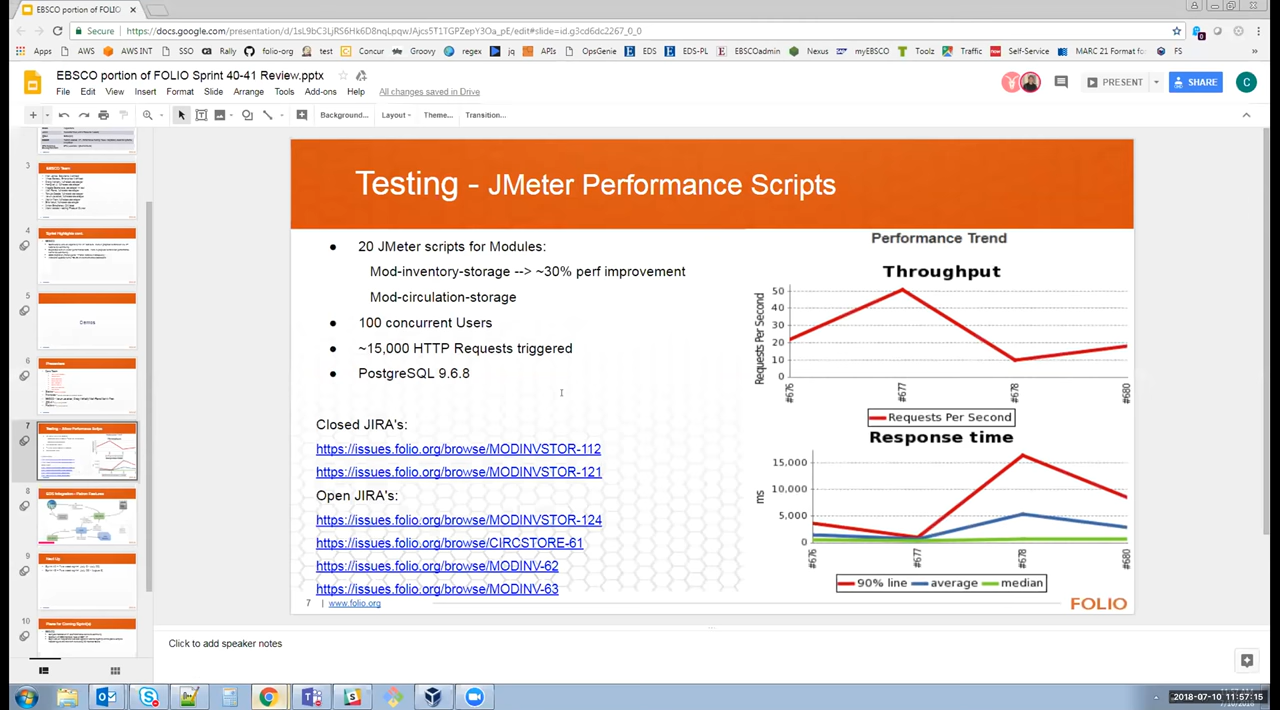 EBSCO portion of FOLIO
Secure
https://docs.google.com/presentation/d/1sL9bC3LjRS6Hk6D8nqLpqwJAjcs5T1TGPZepY3Oa_pE/edit#slide=id.g3cd6dc2267_0_0
Apps AWS AWS INT SSO Rally folio-org test Concur Groovy regex jq APIs OpsGenie EDS EDS-PL EBSCOadmin Nexus myEBSCO Toolz Traffic Self-Service MARC 21 Format for FS
EBSCO portion of FOLIO Sprint 40-41 Review.pptx
File Edit View Insert Format Slide Arrange Tools Add-ons Help All changes saved in Drive
PRESENT
SHARE
C
Background... Layout Theme... Transition...
3
4
5
Demos
6
7
8
9
10
Testing - JMeter Performance Scripts
● 20 JMeter scripts for Modules:
Mod-inventory-storage --> ~30% perf improvement
Mod-circulation-storage
● 100 concurrent Users
● ~15,000 HTTP Requests triggered
● PostgreSQL 9.6.8
Closed JIRA's:
https://issues.folio.org/browse/MODINVSTOR-112
https://issues.folio.org/browse/MODINVSTOR-121
Open JIRA's:
https://issues.folio.org/browse/MODINVSTOR-124
https://issues.folio.org/browse/CIRCSTORE-61
https://issues.folio.org/browse/MODINV-62
https://issues.folio.org/browse/MODINV-63
7 | www.folio.org
Performance Trend
Throughput
Requests Per Second
50
40
30
20
10
0
#676 #677 #678 #680
Requests Per Second
Response time
ms
15,000
10,000
5,000
0
#676 #677 #678 #680
90% line average median
FOLIO
Click to add speaker notes
2018-07-10 11:57:15